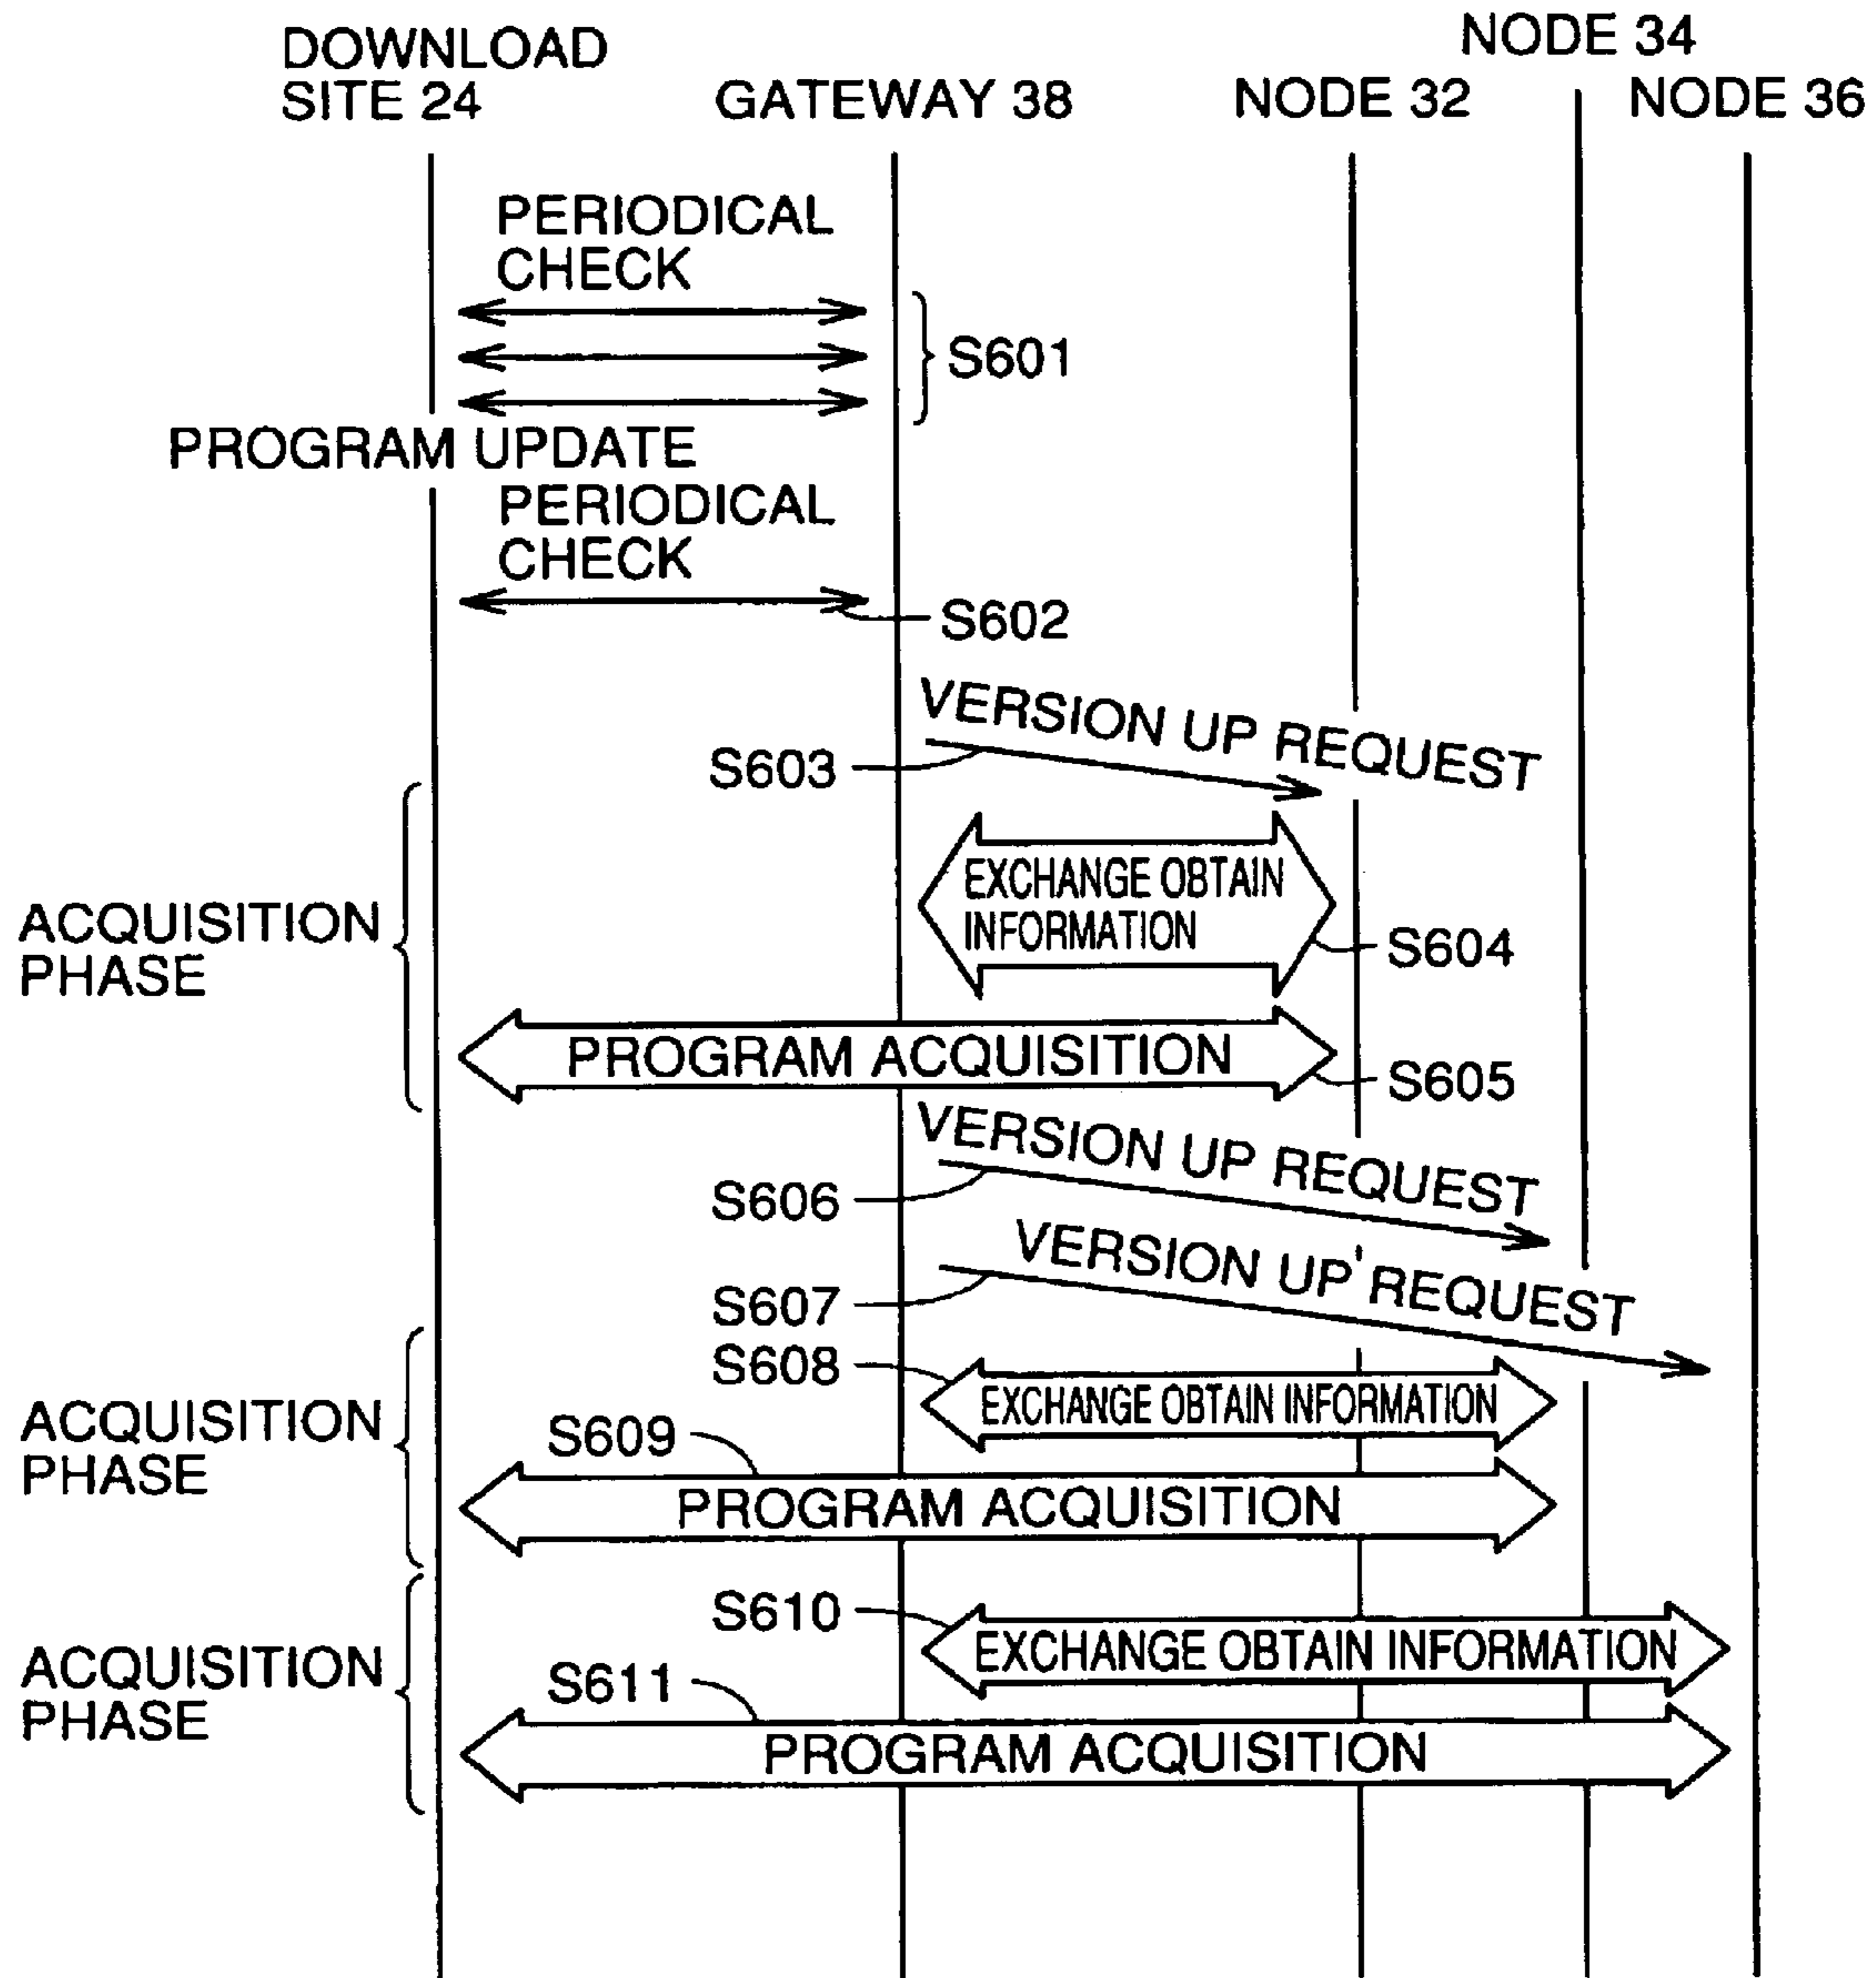 DOWNLOAD
SITE 24
GATEWAY 38
NODE 32
NODE 34
NODE 36
PERIODICAL
CHECK
S601
PROGRAM UPDATE
PERIODICAL
CHECK
S602
VERSION UP REQUEST
S603
ACQUISITION
PHASE
EXCHANGE OBTAIN
INFORMATION
S604
PROGRAM ACQUISITION
S605
VERSION UP REQUEST
S606
VERSION UP REQUEST
S607
S608
EXCHANGE OBTAIN INFORMATION
ACQUISITION
PHASE
S609
PROGRAM ACQUISITION
S610
EXCHANGE OBTAIN INFORMATION
ACQUISITION
PHASE
S611
PROGRAM ACQUISITION